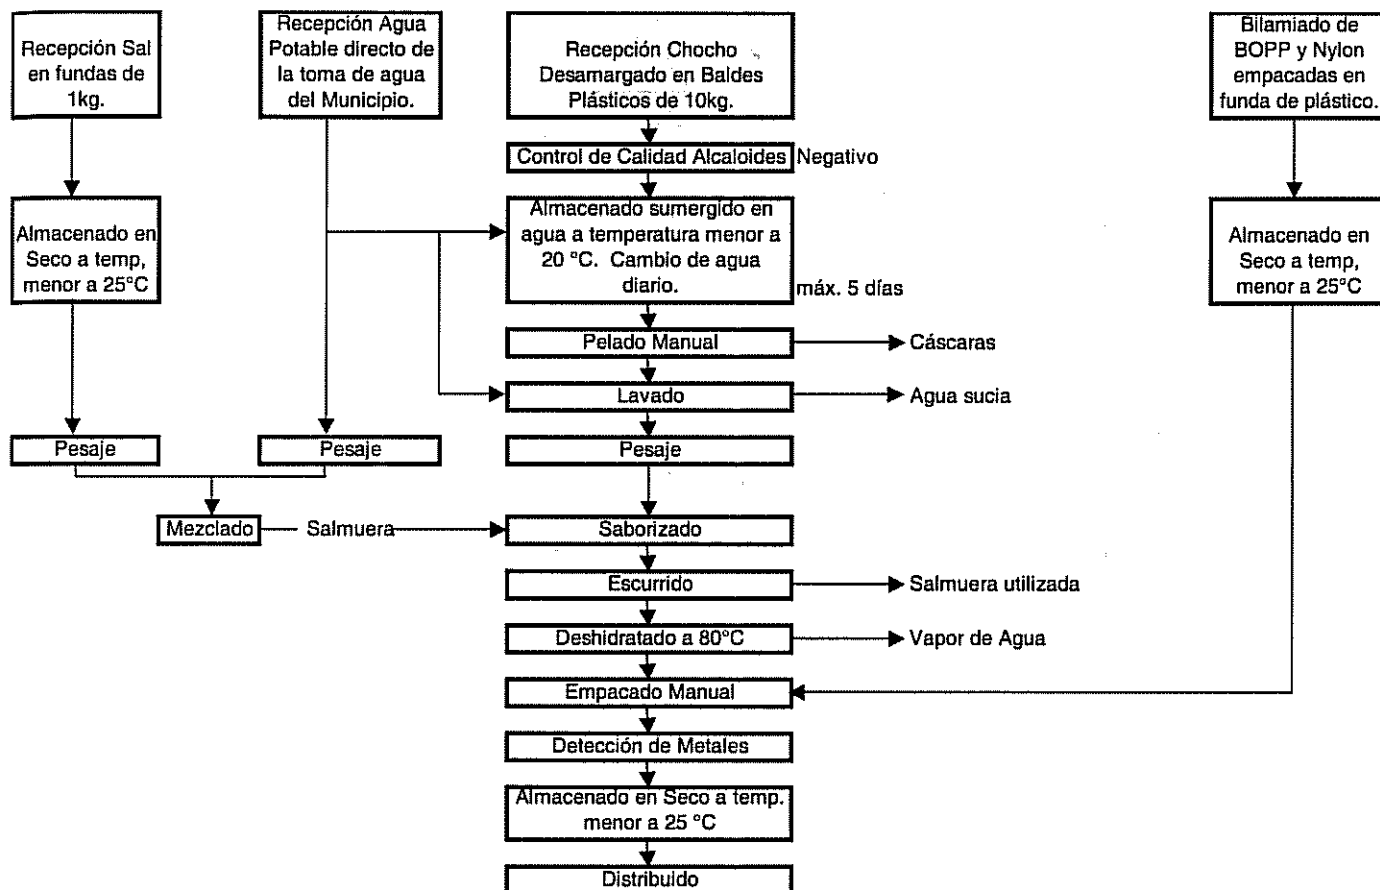 Recepción Sal
en fundas de
1kg.
Recepción Agua
Potable directo de
la toma de agua
del Municipio.
Recepción Chocho
Desamargado en Baldes
Plásticos de 10kg.
Bilamiado de
BOPP y Nylon
empacadas en
funda de plástico.
Control de Calidad Alcaloides Negativo
Almacenado en
Seco a temp,
menor a 25°C
Almacenado sumergido en
agua a temperatura menor a
20 °C. Cambio de agua
diario.
máx. 5 días
Almacenado en
Seco a temp,
menor a 25°C
Pelado Manual
Cáscaras
Lavado
Agua sucia
Pesaje
Pesaje
Pesaje
Mezclado
Salmuera
Saborizado
Escurrido
Salmuera utilizada
Deshidratado a 80°C
Vapor de Agua
Empacado Manual
Detección de Metales
Almacenado en Seco a temp.
menor a 25 °C
Distribuido